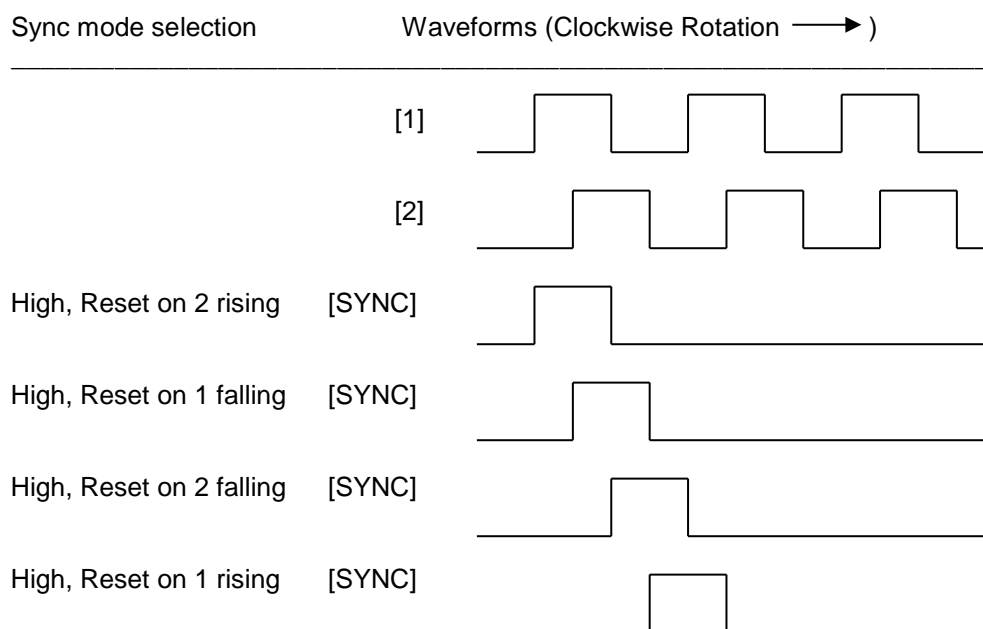 Sync mode selection Waveforms (Clockwise Rotation → )
[1]
[2]
High, Reset on 2 rising [SYNC]
High, Reset on 1 falling [SYNC]
High, Reset on 2 falling [SYNC]
High, Reset on 1 rising [SYNC]